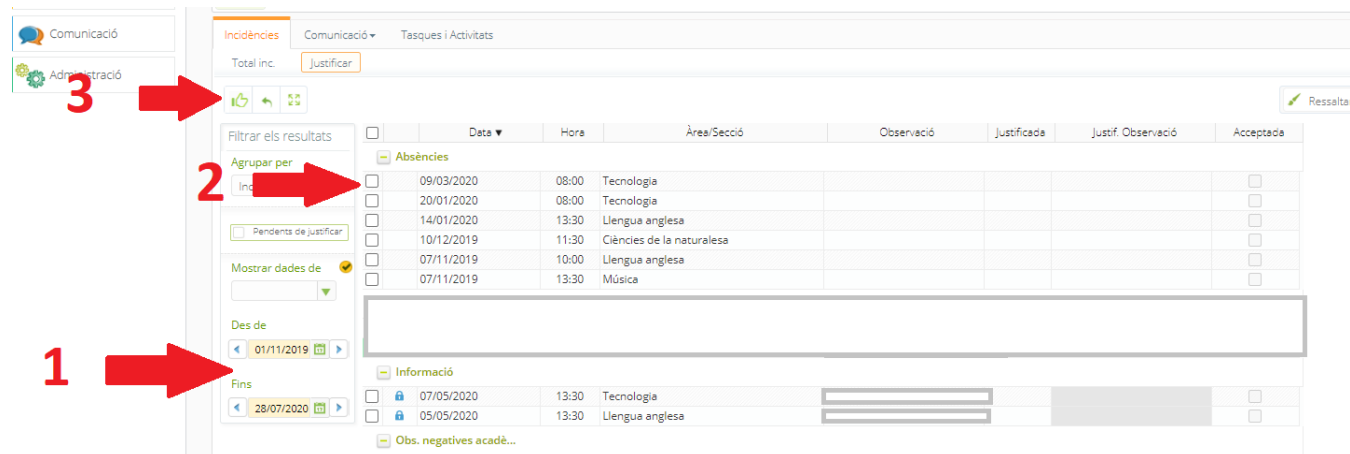 Comunicació
Administració
Incidències Comunicació Tasques i Activitats
Total inc. Justificar
3
Ressaltar
Filtrar els resultats
Agrupar per
2
Pendents de justificar
Mostrar dades de
Des de
01/11/2019
1
Fins
28/07/2020
Data Hora Àrea/Secció Observació Justificada Justif. Observació Acceptada
Absències
09/03/2020 08:00 Tecnologia
20/01/2020 08:00 Tecnologia
14/01/2020 13:30 Llengua anglesa
10/12/2019 11:30 Ciències de la naturalesa
07/11/2019 10:00 Llengua anglesa
07/11/2019 13:30 Música
Informació
07/05/2020 13:30 Tecnologia
05/05/2020 13:30 Llengua anglesa
Obs. negatives acadè...